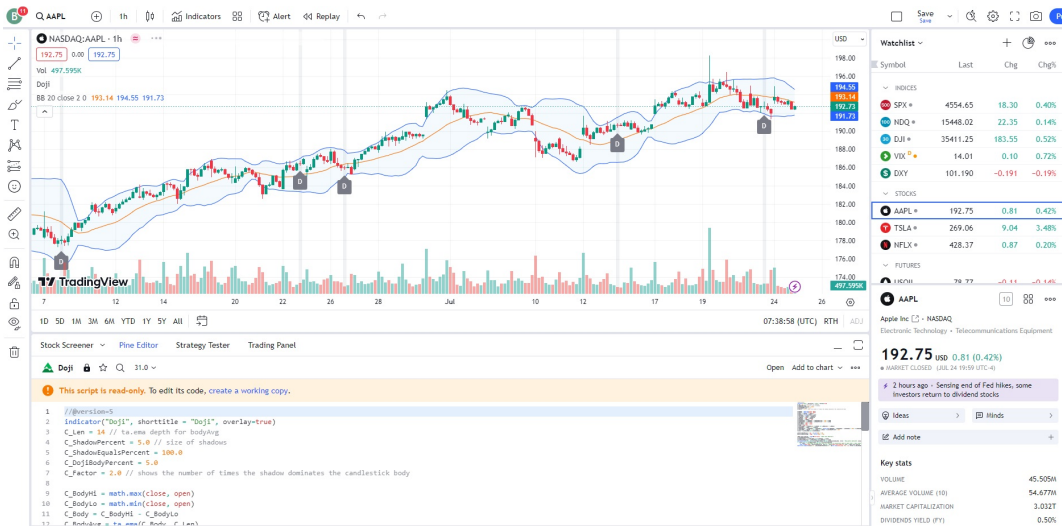 B 11 AAPL 1h Indicators Alert Replay Save
Save
NASDAQ:AAPL · 1h
192.75 0.00 192.75
Vol 497.595K
Doji
BB 20 close 2 0 193.14 194.55 191.73
USD
198.00
196.00
194.55
193.14
192.73
191.73
190.00
188.00
186.00
184.00
182.00
180.00
178.00
176.00
174.00
497.595K
D
D
D
D
D
TradingView
7 12 14 20 22 26 28 Jul 10 12 17 19 24 26
1D 5D 1M 3M 6M YTD 1Y 5Y All 07:38:58 (UTC) RTH ADJ
Stock Screener Pine Editor Strategy Tester Trading Panel
Doji 31.0 Open Add to chart
This script is read-only. To edit its code, create a working copy.
1 //@version=5
2 indicator("Doji", shorttitle = "Doji", overlay=true)
3 C_Len = 14 // ta.ema depth for bodyAvg
4 C_ShadowPercent = 5.0 // size of shadows
5 C_ShadowEqualsPercent = 100.0
6 C_DojiBodyPercent = 5.0
7 C_Factor = 2.0 // shows the number of times the shadow dominates the candlestick body
8
9 C_BodyHi = math.max(close, open)
10 C_BodyLo = math.min(close, open)
11 C_Body = C_BodyHi - C_BodyLo
12 C_BodyAvg = ta.ema(C_Body, C_Len)
Watchlist
Symbol Last Chg Chg%
INDICES
SPX 4554.65 18.30 0.40%
NDQ 15448.02 22.35 0.14%
DJI 35411.25 183.55 0.52%
VIX D 14.01 0.10 0.72%
DXY 101.190 −0.191 −0.19%
STOCKS
AAPL 192.75 0.81 0.42%
TSLA 269.06 9.04 3.48%
NFLX 428.37 0.87 0.20%
FUTURES
USOIL 78.77 −0.11 −0.14%
AAPL
Apple Inc · NASDAQ
Electronic Technology · Telecommunications Equipment
192.75 USD 0.81 (0.42%)
MARKET CLOSED (JUL 24 19:59 UTC-4)
2 hours ago · Sensing end of Fed hikes, some
investors return to dividend stocks
Ideas Minds
Add note
Key stats
VOLUME 45.505M
AVERAGE VOLUME (10) 54.677M
MARKET CAPITALIZATION 3.032T
DIVIDENDS YIELD (FY) 0.50%